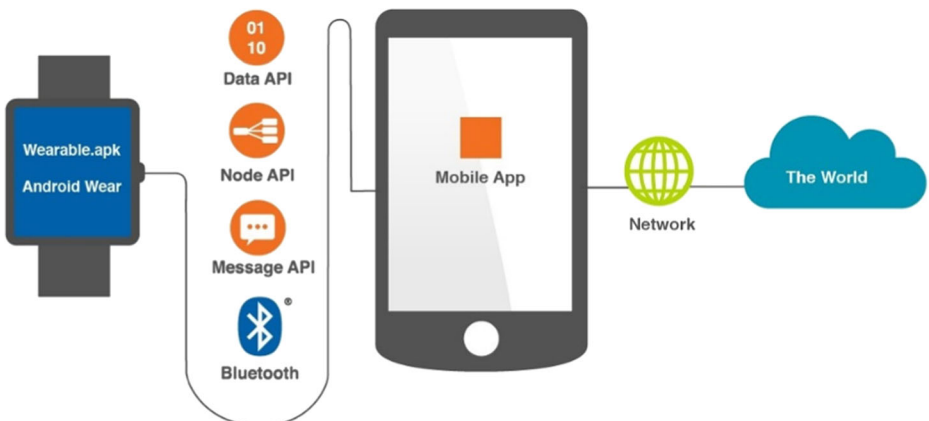 Wearable.apk
Android Wear
01
10
Data API
Node API
Message API
®
Bluetooth
Mobile App
Network
The World